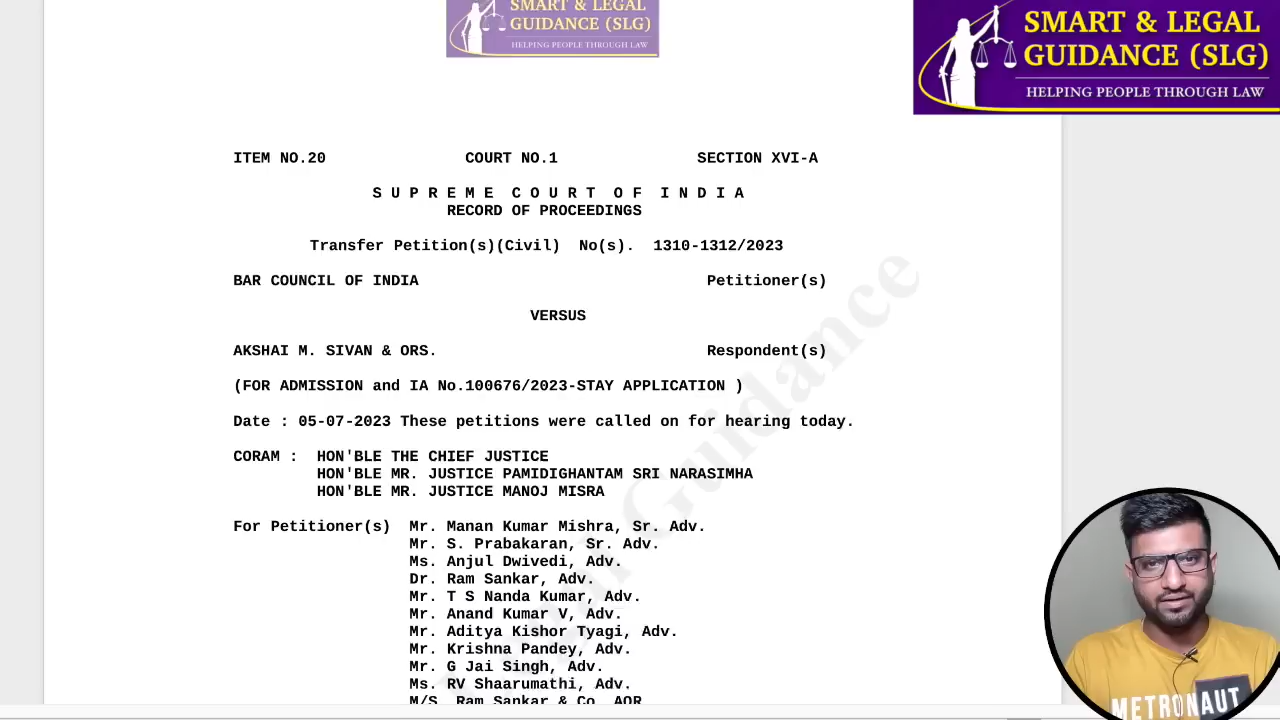 SMART & LEGAL
GUIDANCE (SLG)
HELPING PEOPLE THROUGH LAW
SMART & LEGAL
GUIDANCE (SLG)
HELPING PEOPLE THROUGH LAW
ITEM NO.20 COURT NO.1 SECTION XVI-A
S U P R E M E C O U R T O F I N D I A
RECORD OF PROCEEDINGS
Transfer Petition(s)(Civil) No(s). 1310-1312/2023
BAR COUNCIL OF INDIA Petitioner(s)
VERSUS
AKSHAI M. SIVAN & ORS. Respondent(s)
(FOR ADMISSION and IA No.100676/2023-STAY APPLICATION )
Date : 05-07-2023 These petitions were called on for hearing today.
CORAM : HON'BLE THE CHIEF JUSTICE
HON'BLE MR. JUSTICE PAMIDIGHANTAM SRI NARASIMHA
HON'BLE MR. JUSTICE MANOJ MISRA
For Petitioner(s) Mr. Manan Kumar Mishra, Sr. Adv.
Mr. S. Prabakaran, Sr. Adv.
Ms. Anjul Dwivedi, Adv.
Dr. Ram Sankar, Adv.
Mr. T S Nanda Kumar, Adv.
Mr. Anand Kumar V, Adv.
Mr. Aditya Kishor Tyagi, Adv.
Mr. Krishna Pandey, Adv.
Mr. G Jai Singh, Adv.
Ms. RV Shaarumathi, Adv.
M/S. Ram Sankar & Co, AOR
Legal Guidance
METRONAUT